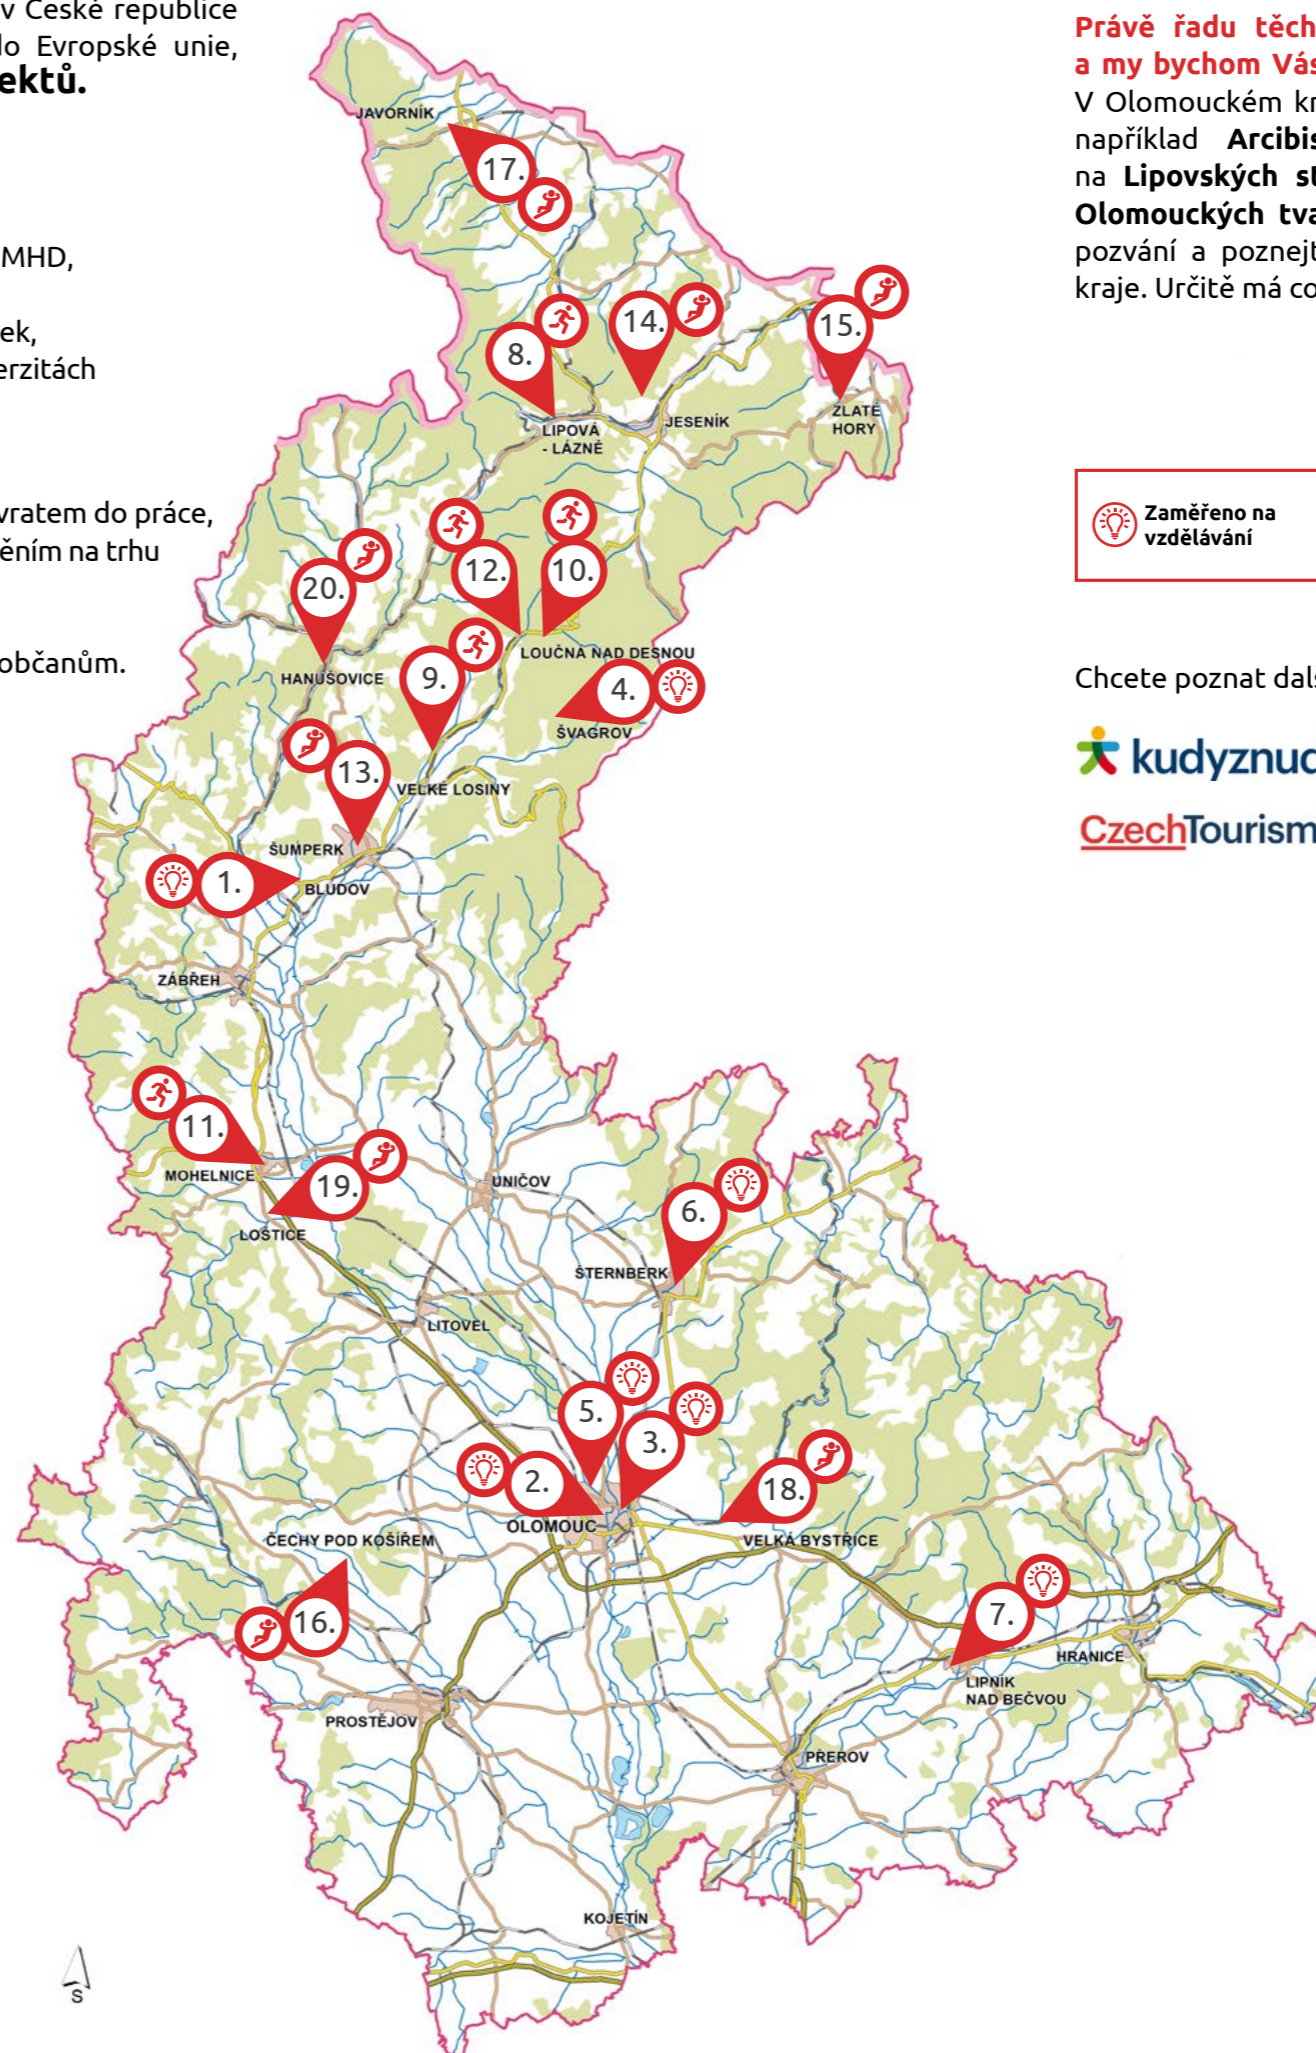 v České republice
do Evropské unie,
ektů.
MHD,
ek,
erzitách
vratem do práce,
ěním na trhu
občanům.
JAVORNÍK
17.
8.
14.
15.
LIPOVÁ
- LÁZNĚ
JESENÍK
ZLATÉ
HORY
20.
12.
10.
HANUŠOVICE
LOUČNÁ NAD DESNOU
9.
4.
ŠVAGROV
13.
VELKÉ LOSINY
ŠUMPERK
1.
BLUDOV
ZÁBŘEH
11.
MOHELNICE
19.
LOŠTICE
UNIČOV
6.
ŠTERNBERK
LITOVEL
5.
3.
2.
18.
OLOMOUC
VELKÁ BYSTŘICE
ČECHY POD KOŠÍŘEM
16.
7.
HRANICE
LIPNÍK
NAD BEČVOU
PROSTĚJOV
PŘEROV
KOJETÍN
S
Právě řadu těch
a my bychom Vás
V Olomouckém kr
například Arcibis
na Lipovských st
Olomouckých tva
pozvání a poznejt
kraje. Určitě má co
Zaměřeno na
vzdělávání
Chcete poznat dalš
kudyznud
CzechTourism